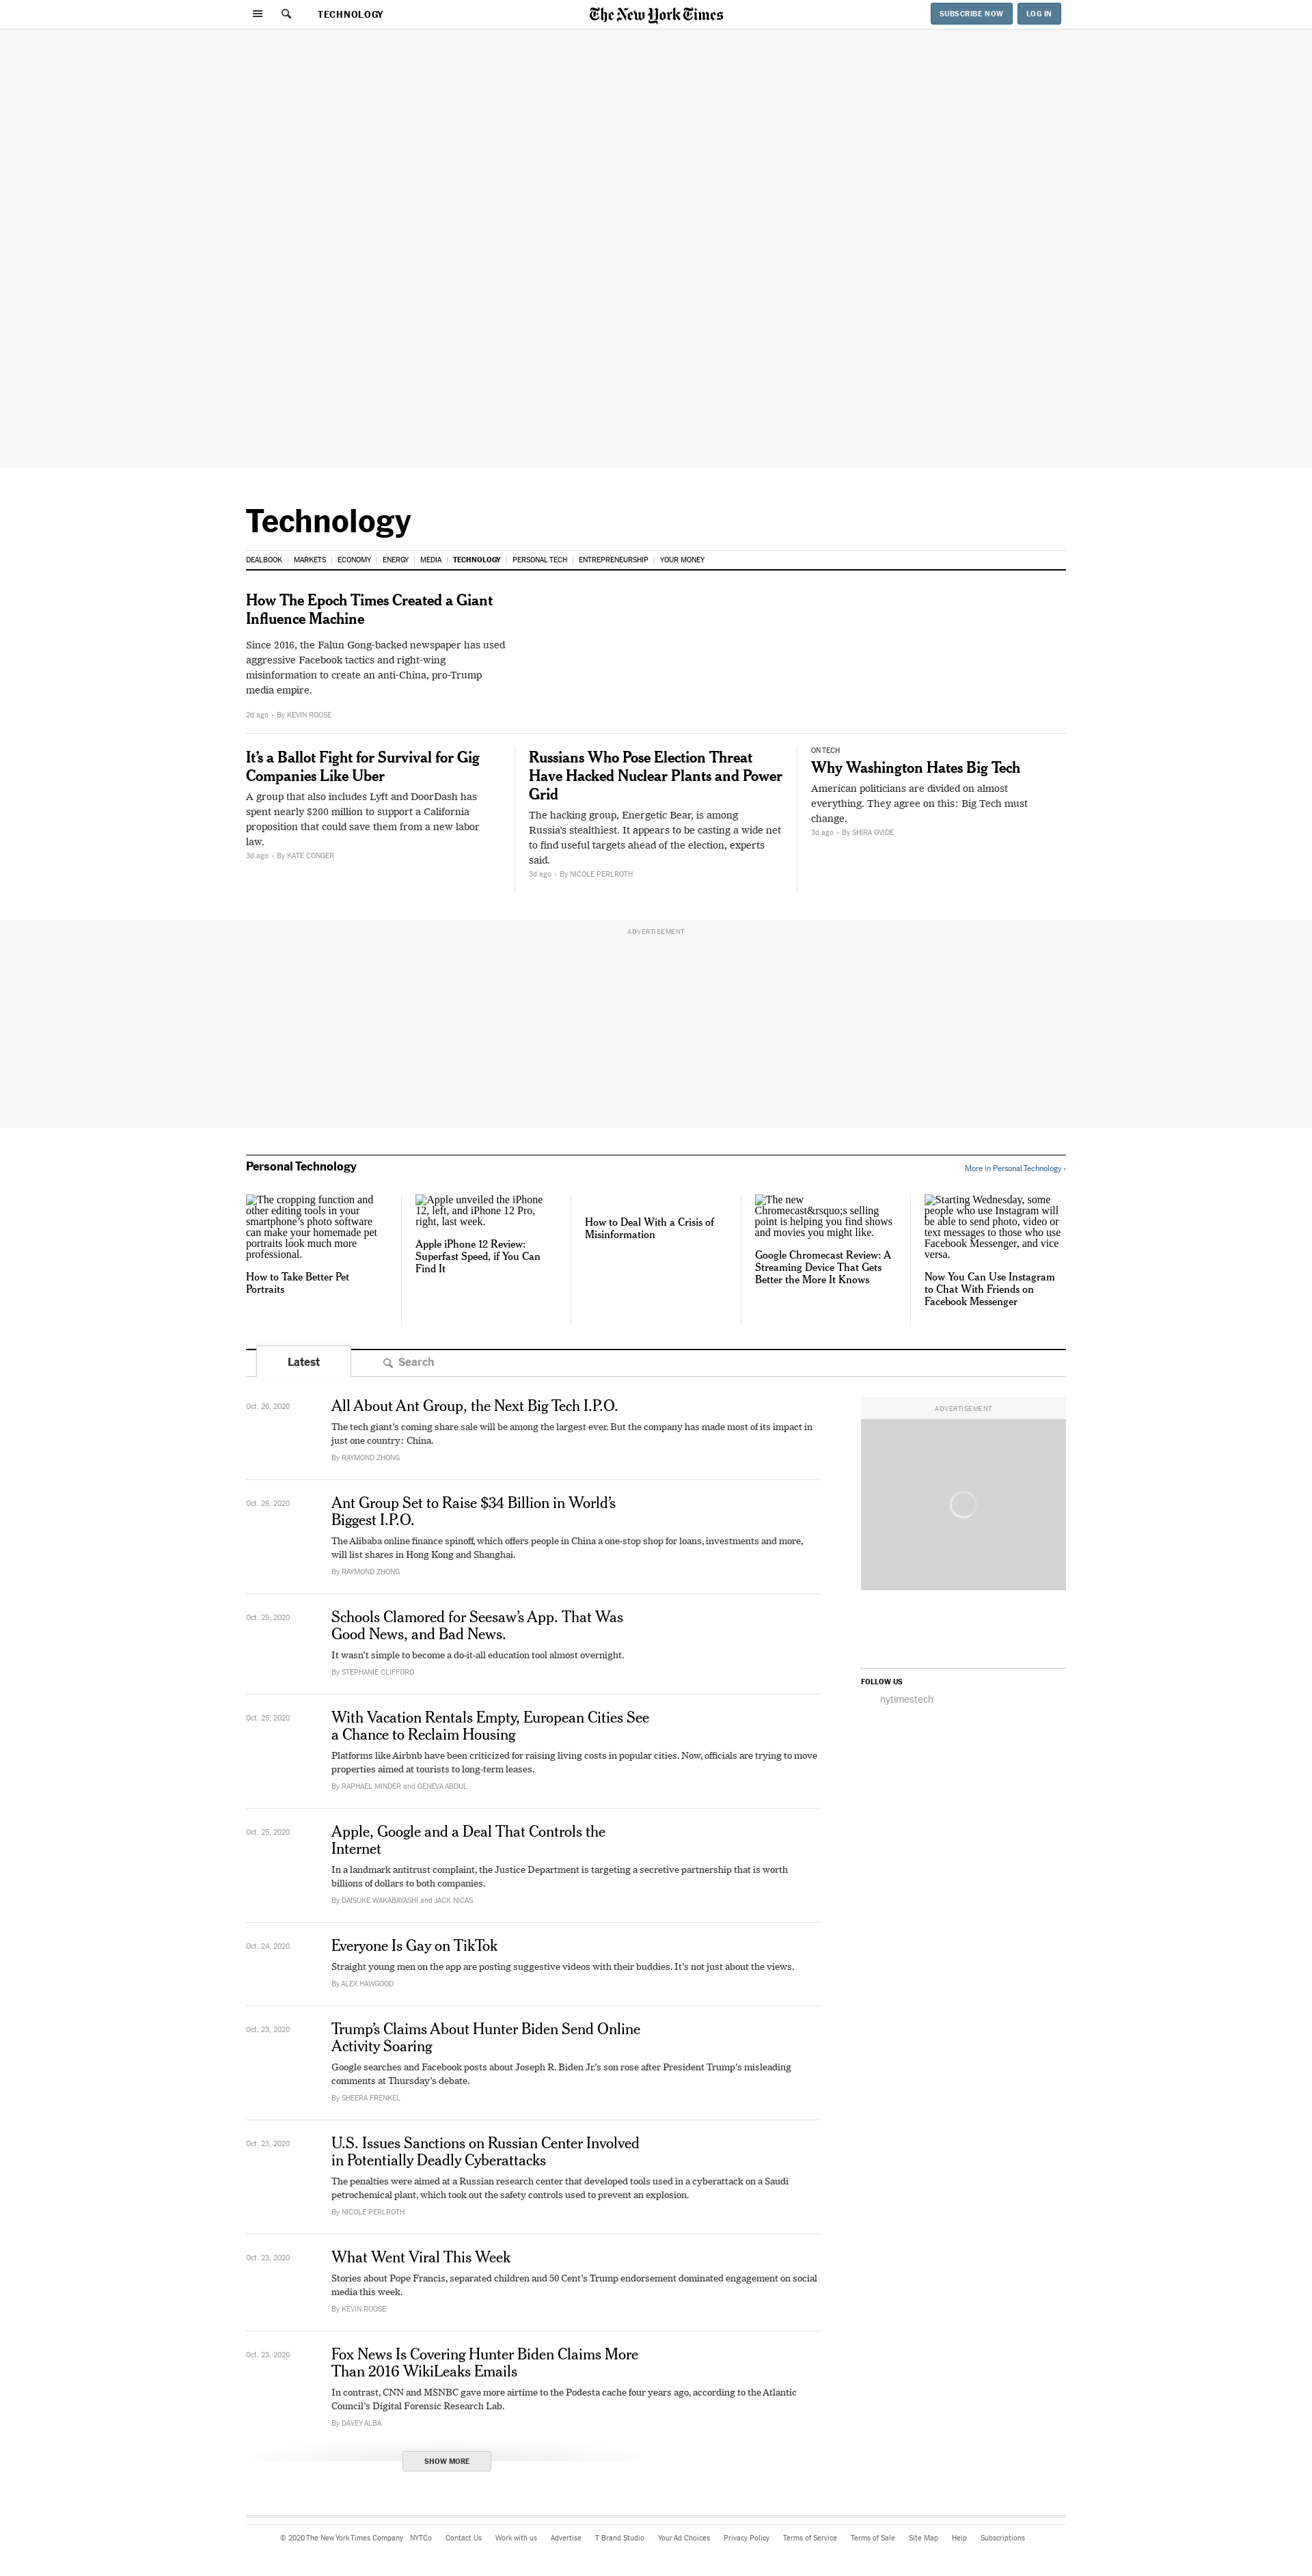 TECHNOLOGY
The New York Times
SUBSCRIBE NOW
LOG IN
Technology
DEALBOOK
MARKETS
ECONOMY
ENERGY
MEDIA
TECHNOLOGY
PERSONAL TECH
ENTREPRENEURSHIP
YOUR MONEY
How The Epoch Times Created a Giant
Influence Machine
Since 2016, the Falun Gong-backed newspaper has used
aggressive Facebook tactics and right-wing
misinformation to create an anti-China, pro-Trump
media empire.
2d ago • By KEVIN ROOSE
It’s a Ballot Fight for Survival for Gig
Companies Like Uber
A group that also includes Lyft and DoorDash has
spent nearly $200 million to support a California
proposition that could save them from a new labor
law.
3d ago • By KATE CONGER
Russians Who Pose Election Threat
Have Hacked Nuclear Plants and Power
Grid
The hacking group, Energetic Bear, is among
Russia’s stealthiest. It appears to be casting a wide net
to find useful targets ahead of the election, experts
said.
3d ago • By NICOLE PERLROTH
ON TECH
Why Washington Hates Big Tech
American politicians are divided on almost
everything. They agree on this: Big Tech must
change.
3d ago • By SHIRA OVIDE
ADVERTISEMENT
Personal Technology
More in Personal Technology ›
The cropping function and
other editing tools in your
smartphone’s photo software
can make your homemade pet
portraits look much more
professional.
How to Take Better Pet
Portraits
Apple unveiled the iPhone
12, left, and iPhone 12 Pro,
right, last week.
Apple iPhone 12 Review:
Superfast Speed, if You Can
Find It
How to Deal With a Crisis of
Misinformation
The new
Chromecast&rsquo;s selling
point is helping you find shows
and movies you might like.
Google Chromecast Review: A
Streaming Device That Gets
Better the More It Knows
Starting Wednesday, some
people who use Instagram will
be able to send photo, video or
text messages to those who use
Facebook Messenger, and vice
versa.
Now You Can Use Instagram
to Chat With Friends on
Facebook Messenger
Latest
Search
Oct. 26, 2020
All About Ant Group, the Next Big Tech I.P.O.
The tech giant’s coming share sale will be among the largest ever. But the company has made most of its impact in
just one country: China.
By RAYMOND ZHONG
Oct. 26, 2020
Ant Group Set to Raise $34 Billion in World’s
Biggest I.P.O.
The Alibaba online finance spinoff, which offers people in China a one-stop shop for loans, investments and more,
will list shares in Hong Kong and Shanghai.
By RAYMOND ZHONG
Oct. 25, 2020
Schools Clamored for Seesaw’s App. That Was
Good News, and Bad News.
It wasn’t simple to become a do-it-all education tool almost overnight.
By STEPHANIE CLIFFORD
Oct. 25, 2020
With Vacation Rentals Empty, European Cities See
a Chance to Reclaim Housing
Platforms like Airbnb have been criticized for raising living costs in popular cities. Now, officials are trying to move
properties aimed at tourists to long-term leases.
By RAPHAEL MINDER and GENEVA ABDUL
Oct. 25, 2020
Apple, Google and a Deal That Controls the
Internet
In a landmark antitrust complaint, the Justice Department is targeting a secretive partnership that is worth
billions of dollars to both companies.
By DAISUKE WAKABAYASHI and JACK NICAS
Oct. 24, 2020
Everyone Is Gay on TikTok
Straight young men on the app are posting suggestive videos with their buddies. It’s not just about the views.
By ALEX HAWGOOD
Oct. 23, 2020
Trump’s Claims About Hunter Biden Send Online
Activity Soaring
Google searches and Facebook posts about Joseph R. Biden Jr.’s son rose after President Trump’s misleading
comments at Thursday’s debate.
By SHEERA FRENKEL
Oct. 23, 2020
U.S. Issues Sanctions on Russian Center Involved
in Potentially Deadly Cyberattacks
The penalties were aimed at a Russian research center that developed tools used in a cyberattack on a Saudi
petrochemical plant, which took out the safety controls used to prevent an explosion.
By NICOLE PERLROTH
Oct. 23, 2020
What Went Viral This Week
Stories about Pope Francis, separated children and 50 Cent’s Trump endorsement dominated engagement on social
media this week.
By KEVIN ROOSE
Oct. 23, 2020
Fox News Is Covering Hunter Biden Claims More
Than 2016 WikiLeaks Emails
In contrast, CNN and MSNBC gave more airtime to the Podesta cache four years ago, according to the Atlantic
Council’s Digital Forensic Research Lab.
By DAVEY ALBA
SHOW MORE
ADVERTISEMENT
FOLLOW US
nytimestech
© 2020 The New York Times Company
NYTCo
Contact Us
Work with us
Advertise
T Brand Studio
Your Ad Choices
Privacy Policy
Terms of Service
Terms of Sale
Site Map
Help
Subscriptions